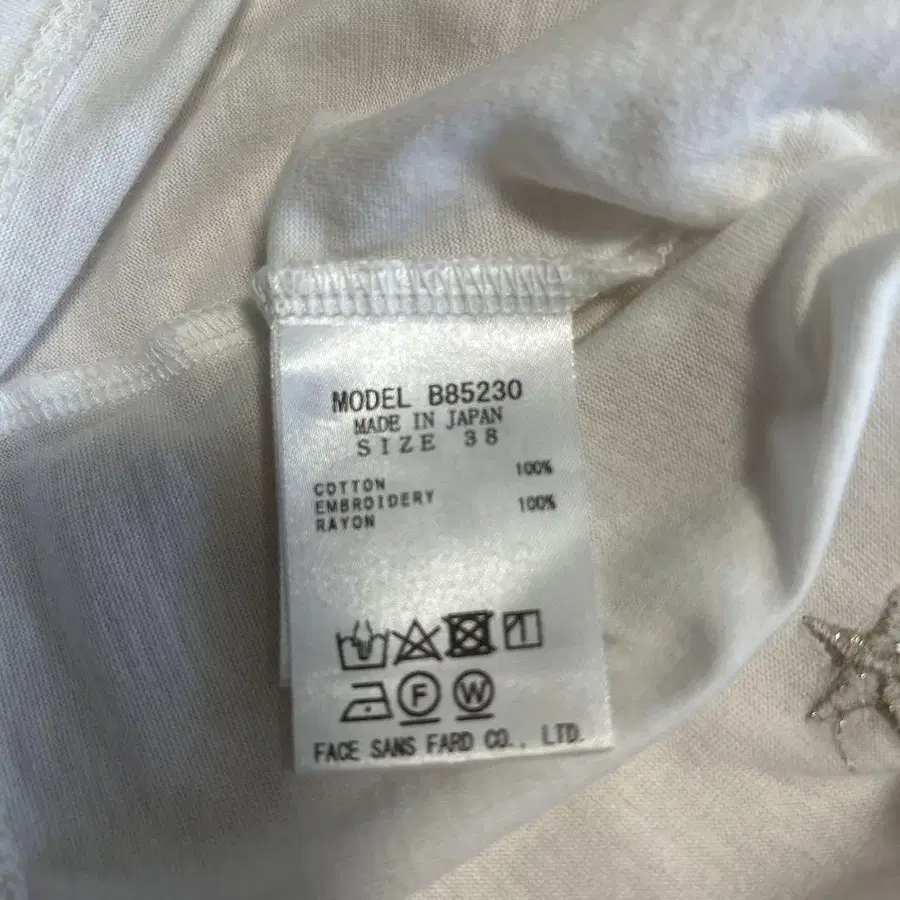 MODEL B85230
MADE IN JAPAN
SIZE 38
COTTON 100%
EMBROIDERY
RAYON 100%
F W
FACE SANS FARD CO., LTD.